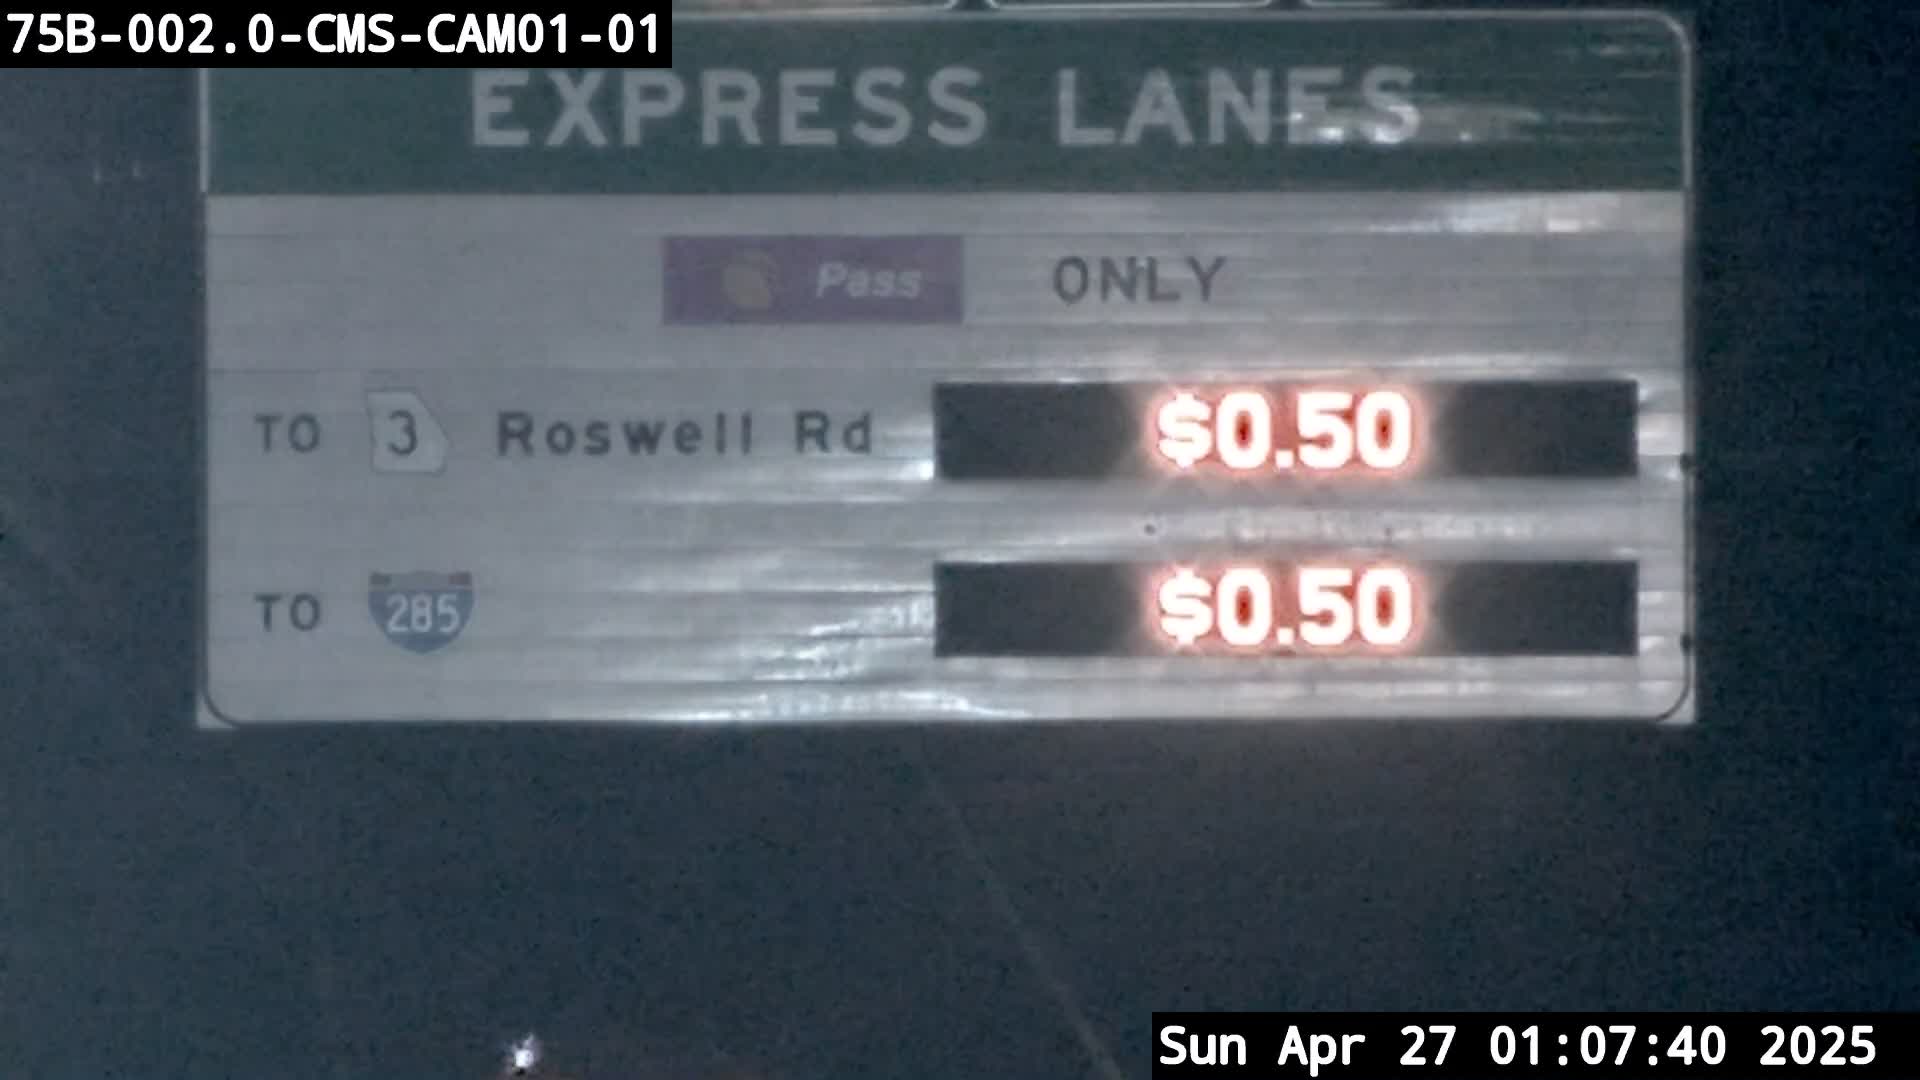 75B-002.0-CMS-CAM01-01
EXPRESS LANES
Pass ONLY
TO 3 Roswell Rd $0.50
TO 285 $0.50
Sun Apr 27 01:07:40 2025